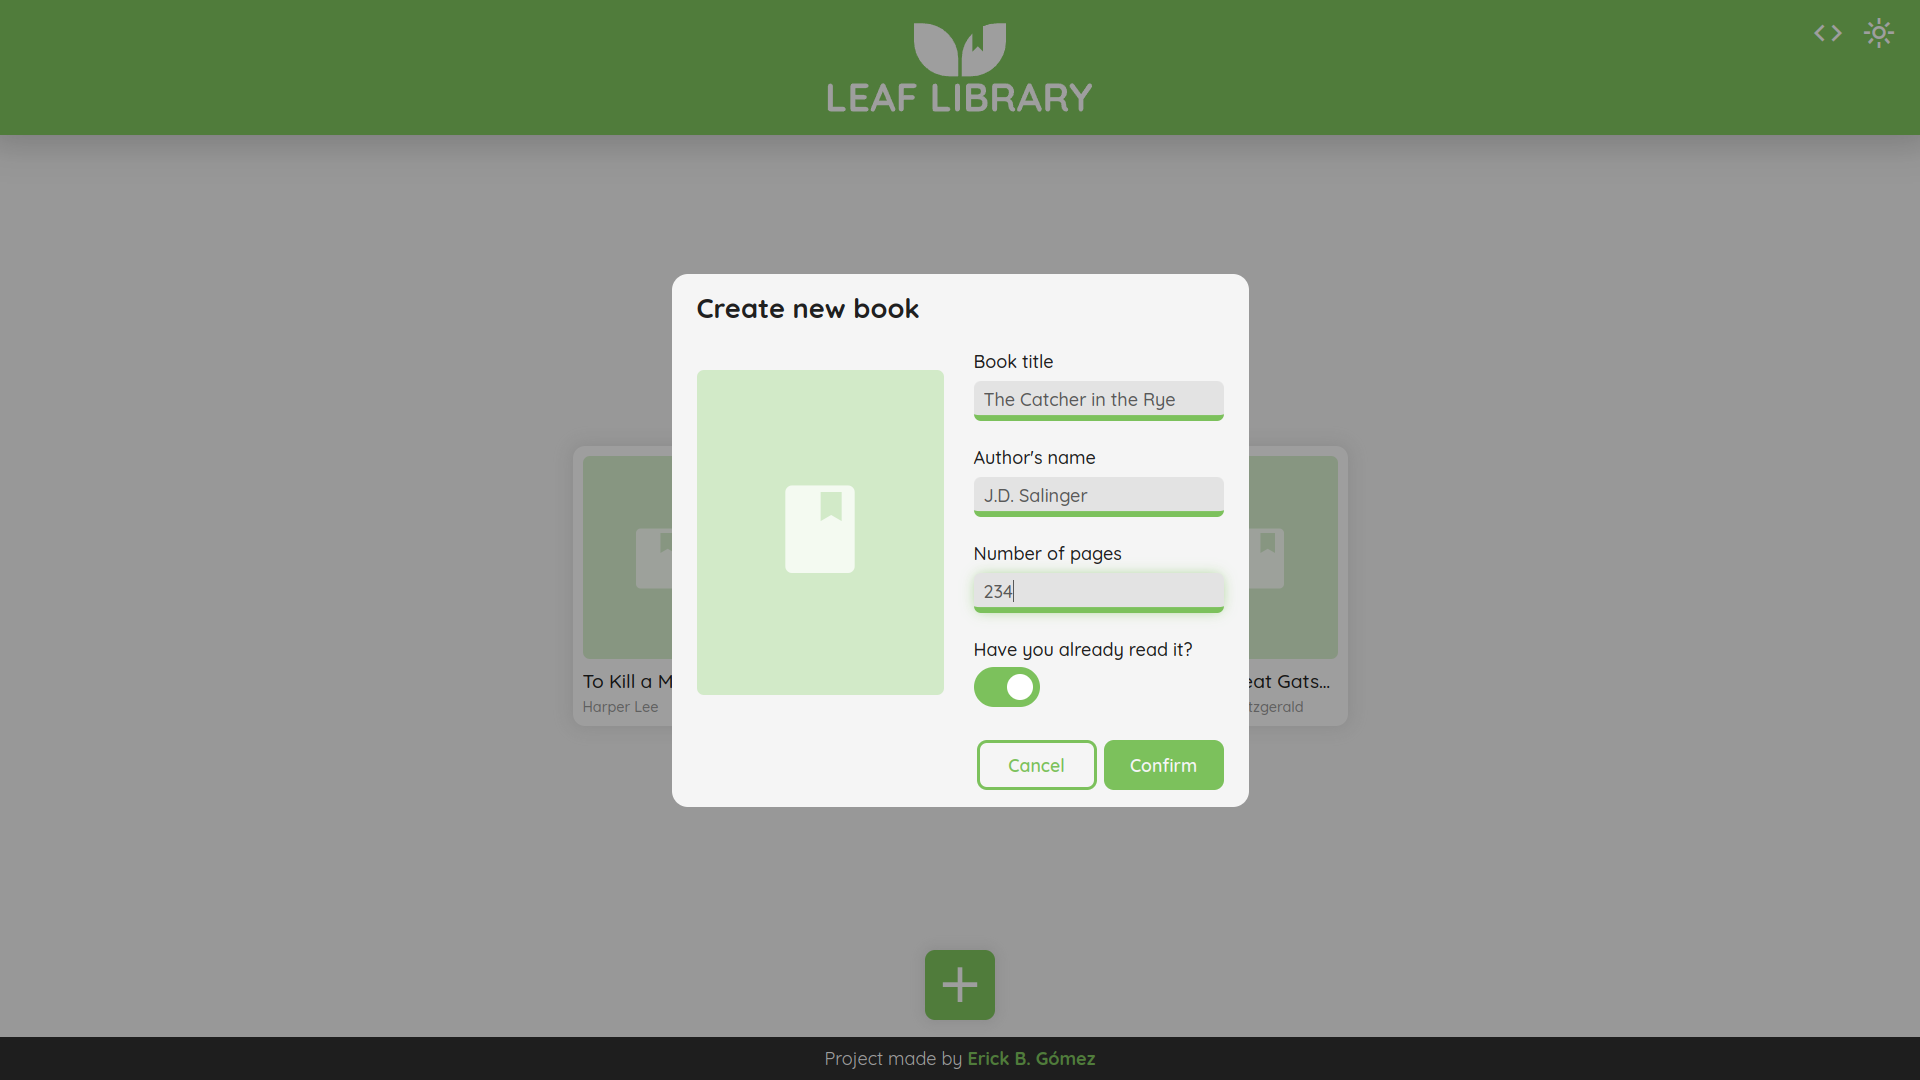 LEAF LIBRARY
Create new book
Book title
The Catcher in the Rye
Author's name
J.D. Salinger
Number of pages
234
Have you already read it?
Cancel
Confirm
To Kill a M
Harper Lee
eat Gats...
tzgerald
Project made by Erick B. Gómez